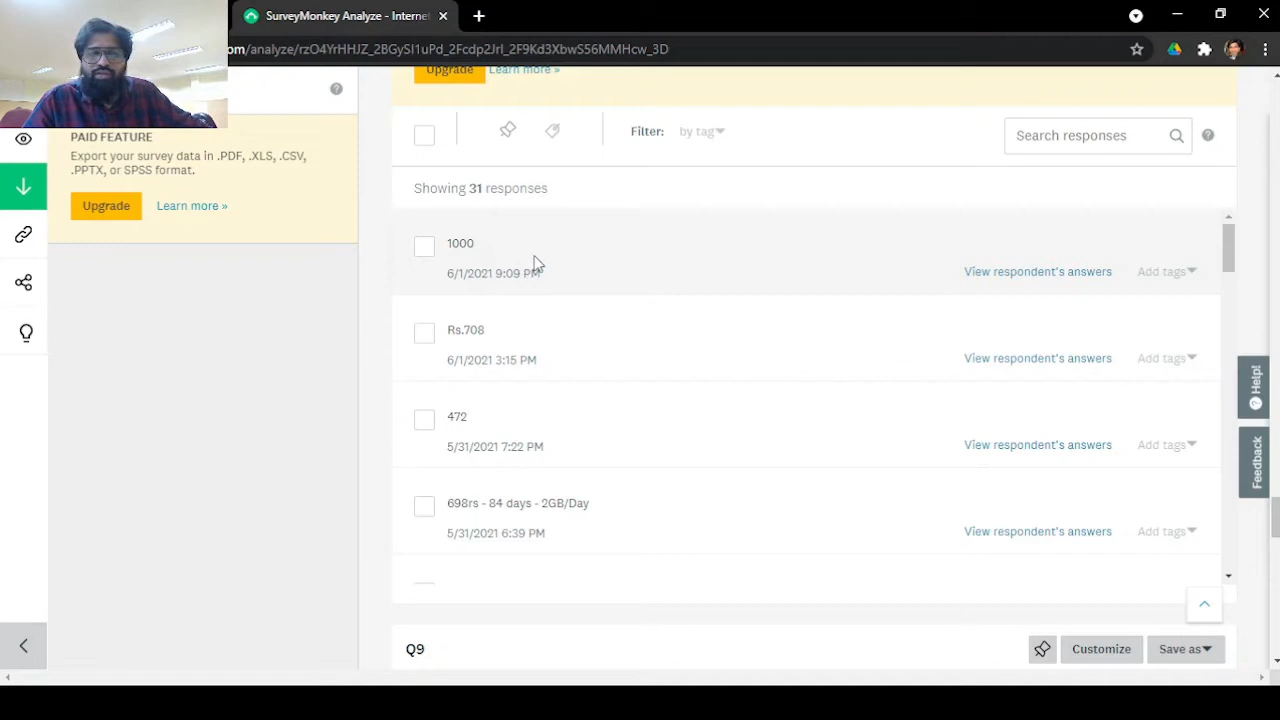 SurveyMonkey Analyze - Internet
om/analyze/rzO4YrHHJZ_2BGySl1uPd_2Fcdp2Jrl_2F9Kd3XbwS56MMHcw_3D
Upgrade Learn more »
PAID FEATURE
Export your survey data in .PDF, .XLS, .CSV,
.PPTX, or SPSS format.
Upgrade Learn more »
Filter: by tag
Search responses
Showing 31 responses
1000
6/1/2021 9:09 PM
View respondent's answers Add tags
Rs.708
6/1/2021 3:15 PM
View respondent's answers Add tags
472
5/31/2021 7:22 PM
View respondent's answers Add tags
698rs - 84 days - 2GB/Day
5/31/2021 6:39 PM
View respondent's answers Add tags
Help!
Feedback
Q9
Customize
Save as